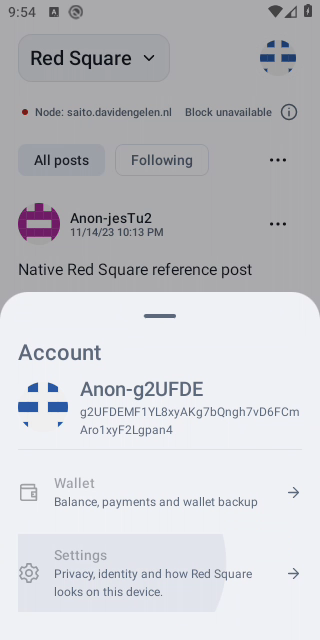 9:54
Red Square
Node: saito.davidengelen.nl Block unavailable
All posts Following
Anon-jesTu2
11/14/23 10:13 PM
Native Red Square reference post
Account
Anon-g2UFDE
g2UFDEMF1YL8xyAKg7bQngh7vD6FCm
Aro1xyF2Lgpan4
Wallet
Balance, payments and wallet backup
Settings
Privacy, identity and how Red Square
looks on this device.